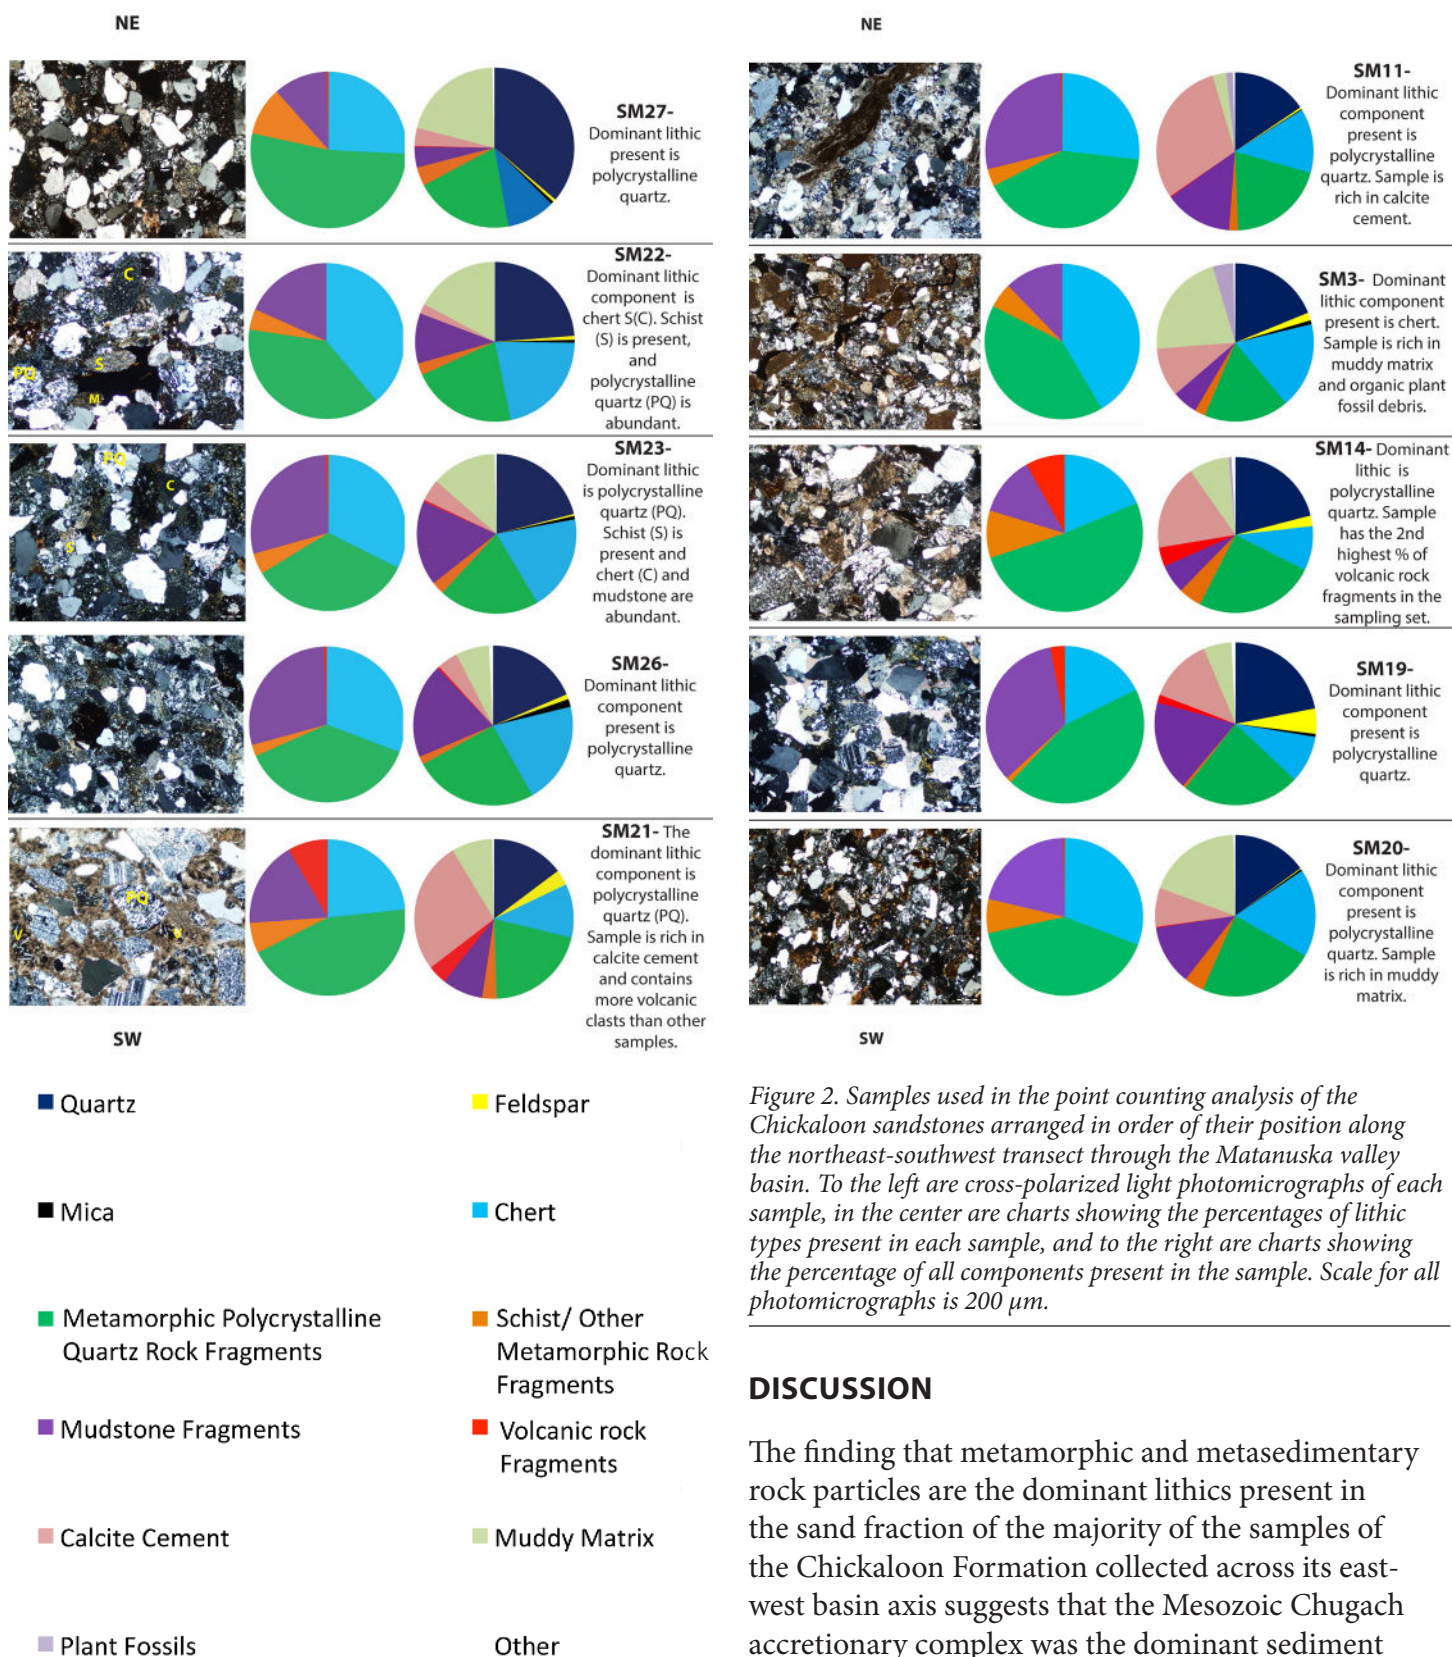 NE
SM27-
Dominant lithic
present is
polycrystalline
quartz.
SM22-
Dominant lithic
component is
chert S(C). Schist
(S) is present,
and
polycrystalline
quartz (PQ) is
abundant.
C
PQ
S
M
SM23-
Dominant lithic
is polycrystalline
quartz (PQ).
Schist (S) is
present and
chert (C) and
mudstone are
abundant.
PQ
C
S
SM26-
Dominant lithic
component
present is
polycrystalline
quartz.
SM21- The
dominant lithic
component is
polycrystalline
quartz (PQ).
Sample is rich in
calcite cement
and contains
more volcanic
clasts than other
samples.
PQ
V
V
SW
NE
SM11-
Dominant lithic
component
present is
polycrystalline
quartz. Sample is
rich in calcite
cement.
SM3- Dominant
lithic component
present is chert.
Sample is rich in
muddy matrix
and organic plant
fossil debris.
SM14- Dominant
lithic is
polycrystalline
quartz. Sample
has the 2nd
highest % of
volcanic rock
fragments in the
sampling set.
SM19-
Dominant lithic
component
present is
polycrystalline
quartz.
SM20-
Dominant lithic
component
present is
polycrystalline
quartz. Sample
is rich in muddy
matrix.
SW
Quartz
Feldspar
Mica
Chert
Metamorphic Polycrystalline
Quartz Rock Fragments
Schist/ Other
Metamorphic Rock
Fragments
Mudstone Fragments
Volcanic rock
Fragments
Calcite Cement
Muddy Matrix
Plant Fossils
Other
Figure 2. Samples used in the point counting analysis of the
Chickaloon sandstones arranged in order of their position along
the northeast-southwest transect through the Matanuska valley
basin. To the left are cross-polarized light photomicrographs of each
sample, in the center are charts showing the percentages of lithic
types present in each sample, and to the right are charts showing
the percentage of all components present in the sample. Scale for all
photomicrographs is 200 μm.
DISCUSSION
The finding that metamorphic and metasedimentary
rock particles are the dominant lithics present in
the sand fraction of the majority of the samples of
the Chickaloon Formation collected across its east-
west basin axis suggests that the Mesozoic Chugach
accretionary complex was the dominant sediment